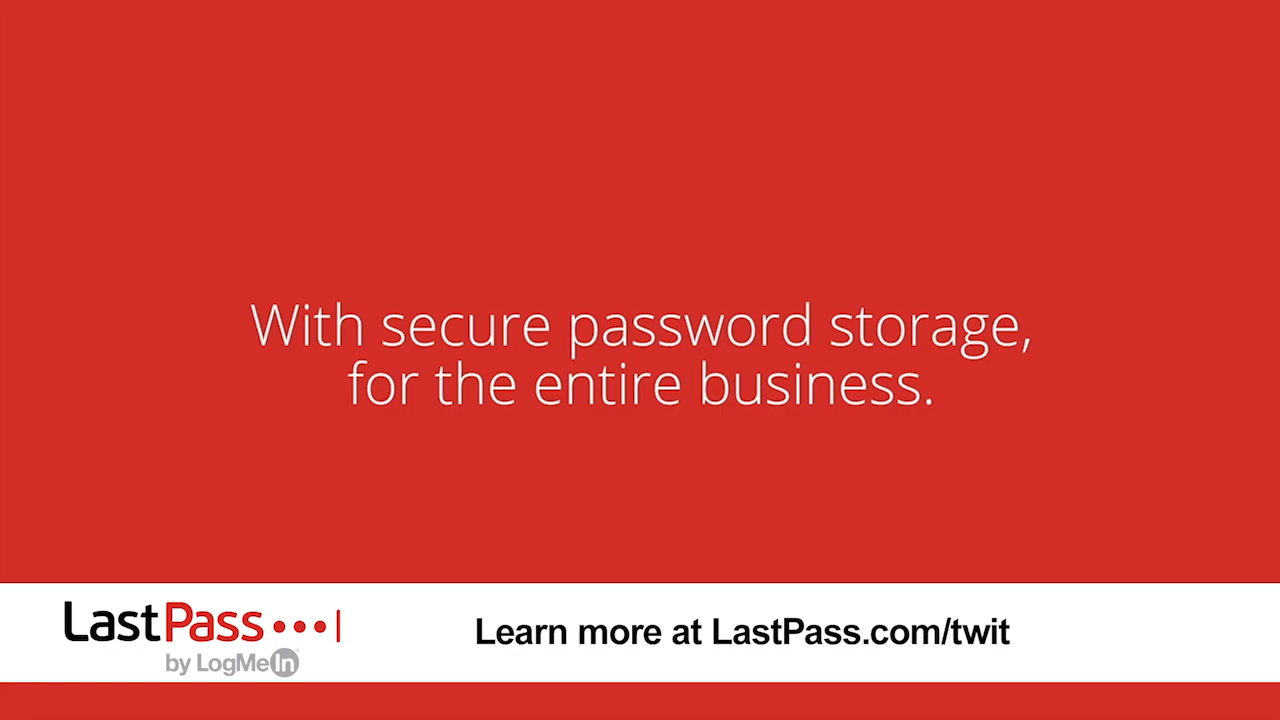 With secure password storage,
for the entire business.
LastPass
by LogMeIn
Learn more at LastPass.com/twit